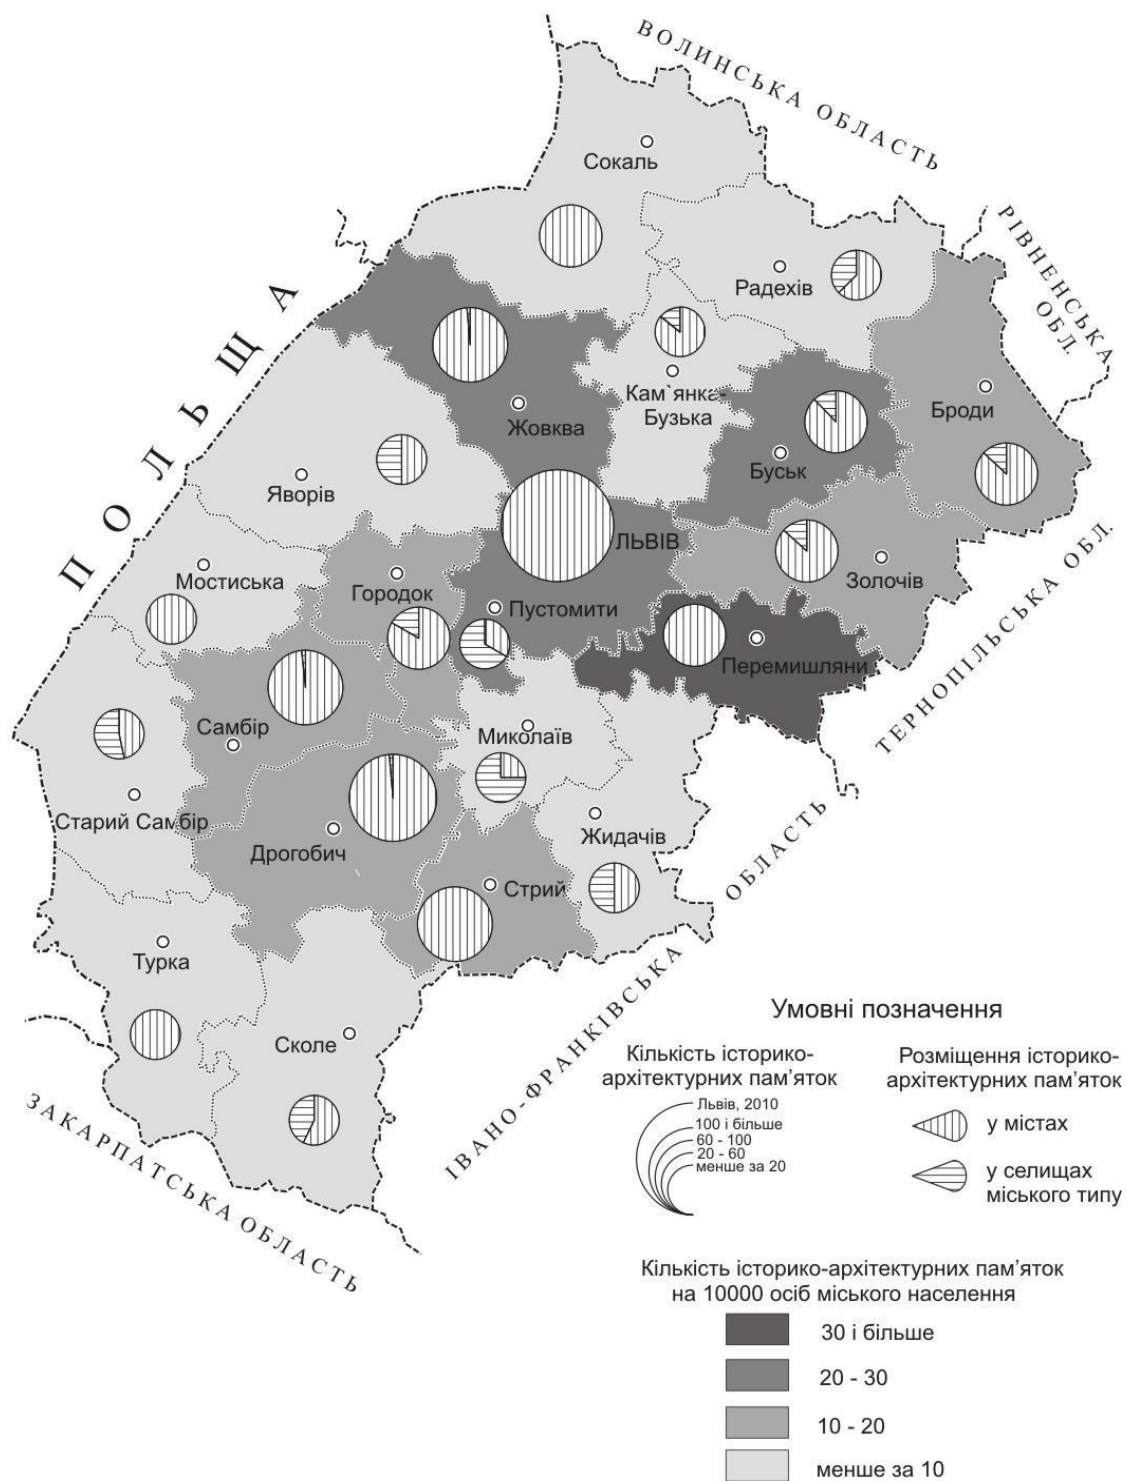 ВОЛИНСЬКА ОБЛАСТЬ
РІВНЕНСЬКА
ОБЛ.
ПОЛЬЩА
Сокаль
Радехів
Кам`янка-
Бузька
Броди
Жовква
Буськ
Яворів
ЛЬВІВ
Мостиська
Городок
Пустомити
Золочів
Перемишляни
ТЕРНОПІЛЬСЬКА ОБЛ.
Самбір
Миколаїв
Старий Самбір
Жидачів
Дрогобич
Стрий
Турка
Сколе
ІВАНО-ФРАНКІВСЬКА ОБЛАСТЬ
ЗАКАРПАТСЬКА ОБЛАСТЬ
Умовні позначення
Кількість історико-
архітектурних пам’яток
Львів, 2010
100 і більше
60 - 100
20 - 60
менше за 20
Розміщення історико-
архітектурних пам’яток
у містах
у селищах
міського типу
Кількість історико-архітектурних пам’яток
на 10000 осіб міського населення
30 і більше
20 - 30
10 - 20
менше за 10